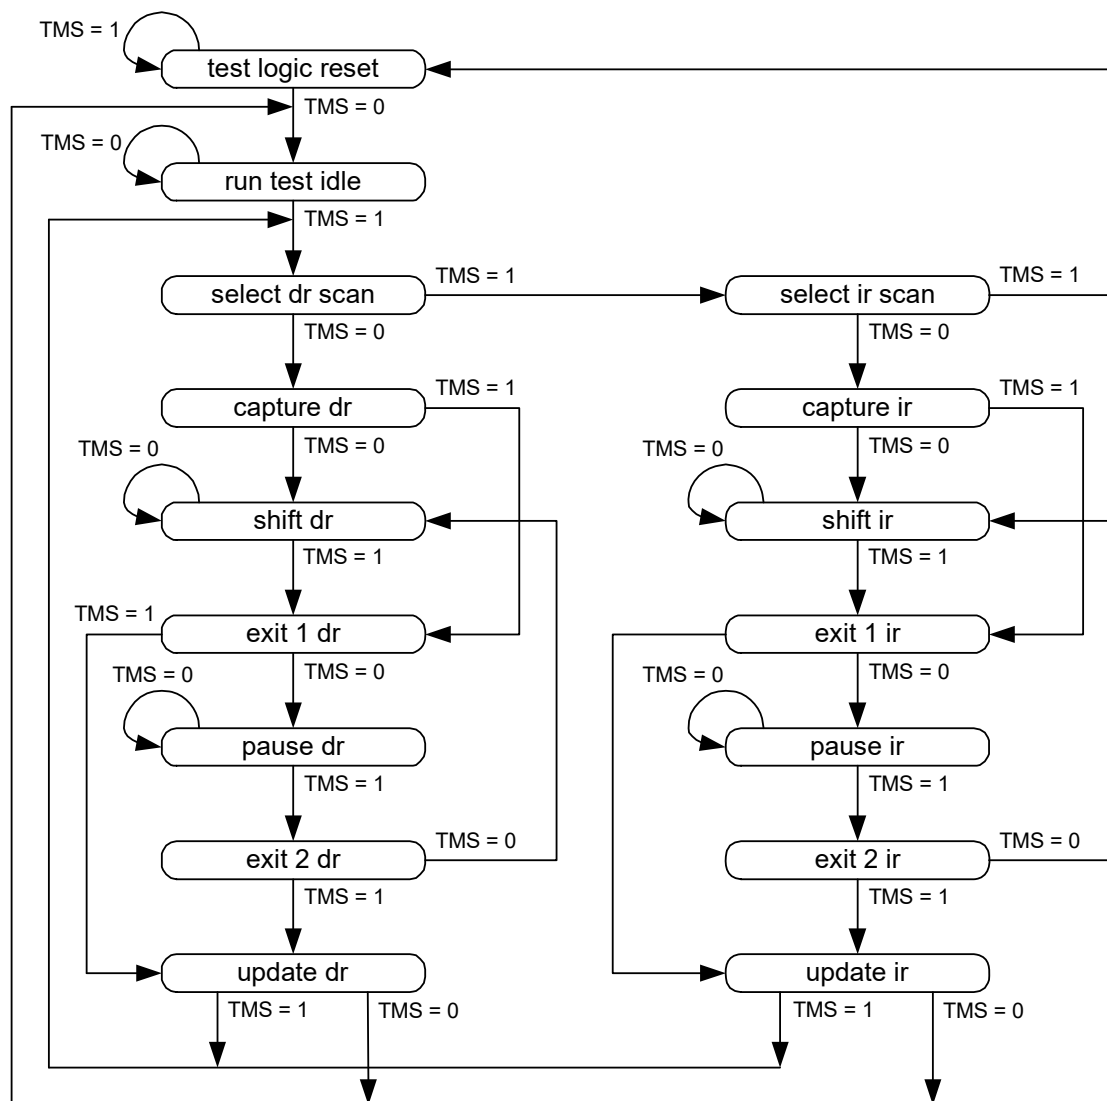 TMS = 1
test logic reset
TMS = 0
TMS = 0
run test idle
TMS = 1
select dr scan
TMS = 1
select ir scan
TMS = 1
TMS = 0
TMS = 0
capture dr
TMS = 1
capture ir
TMS = 1
TMS = 0
TMS = 0
TMS = 0
TMS = 0
shift dr
shift ir
TMS = 1
TMS = 1
TMS = 1
exit 1 dr
exit 1 ir
TMS = 0
TMS = 0
TMS = 0
TMS = 0
pause dr
pause ir
TMS = 1
TMS = 1
exit 2 dr
TMS = 0
exit 2 ir
TMS = 0
TMS = 1
TMS = 1
update dr
update ir
TMS = 1
TMS = 0
TMS = 1
TMS = 0